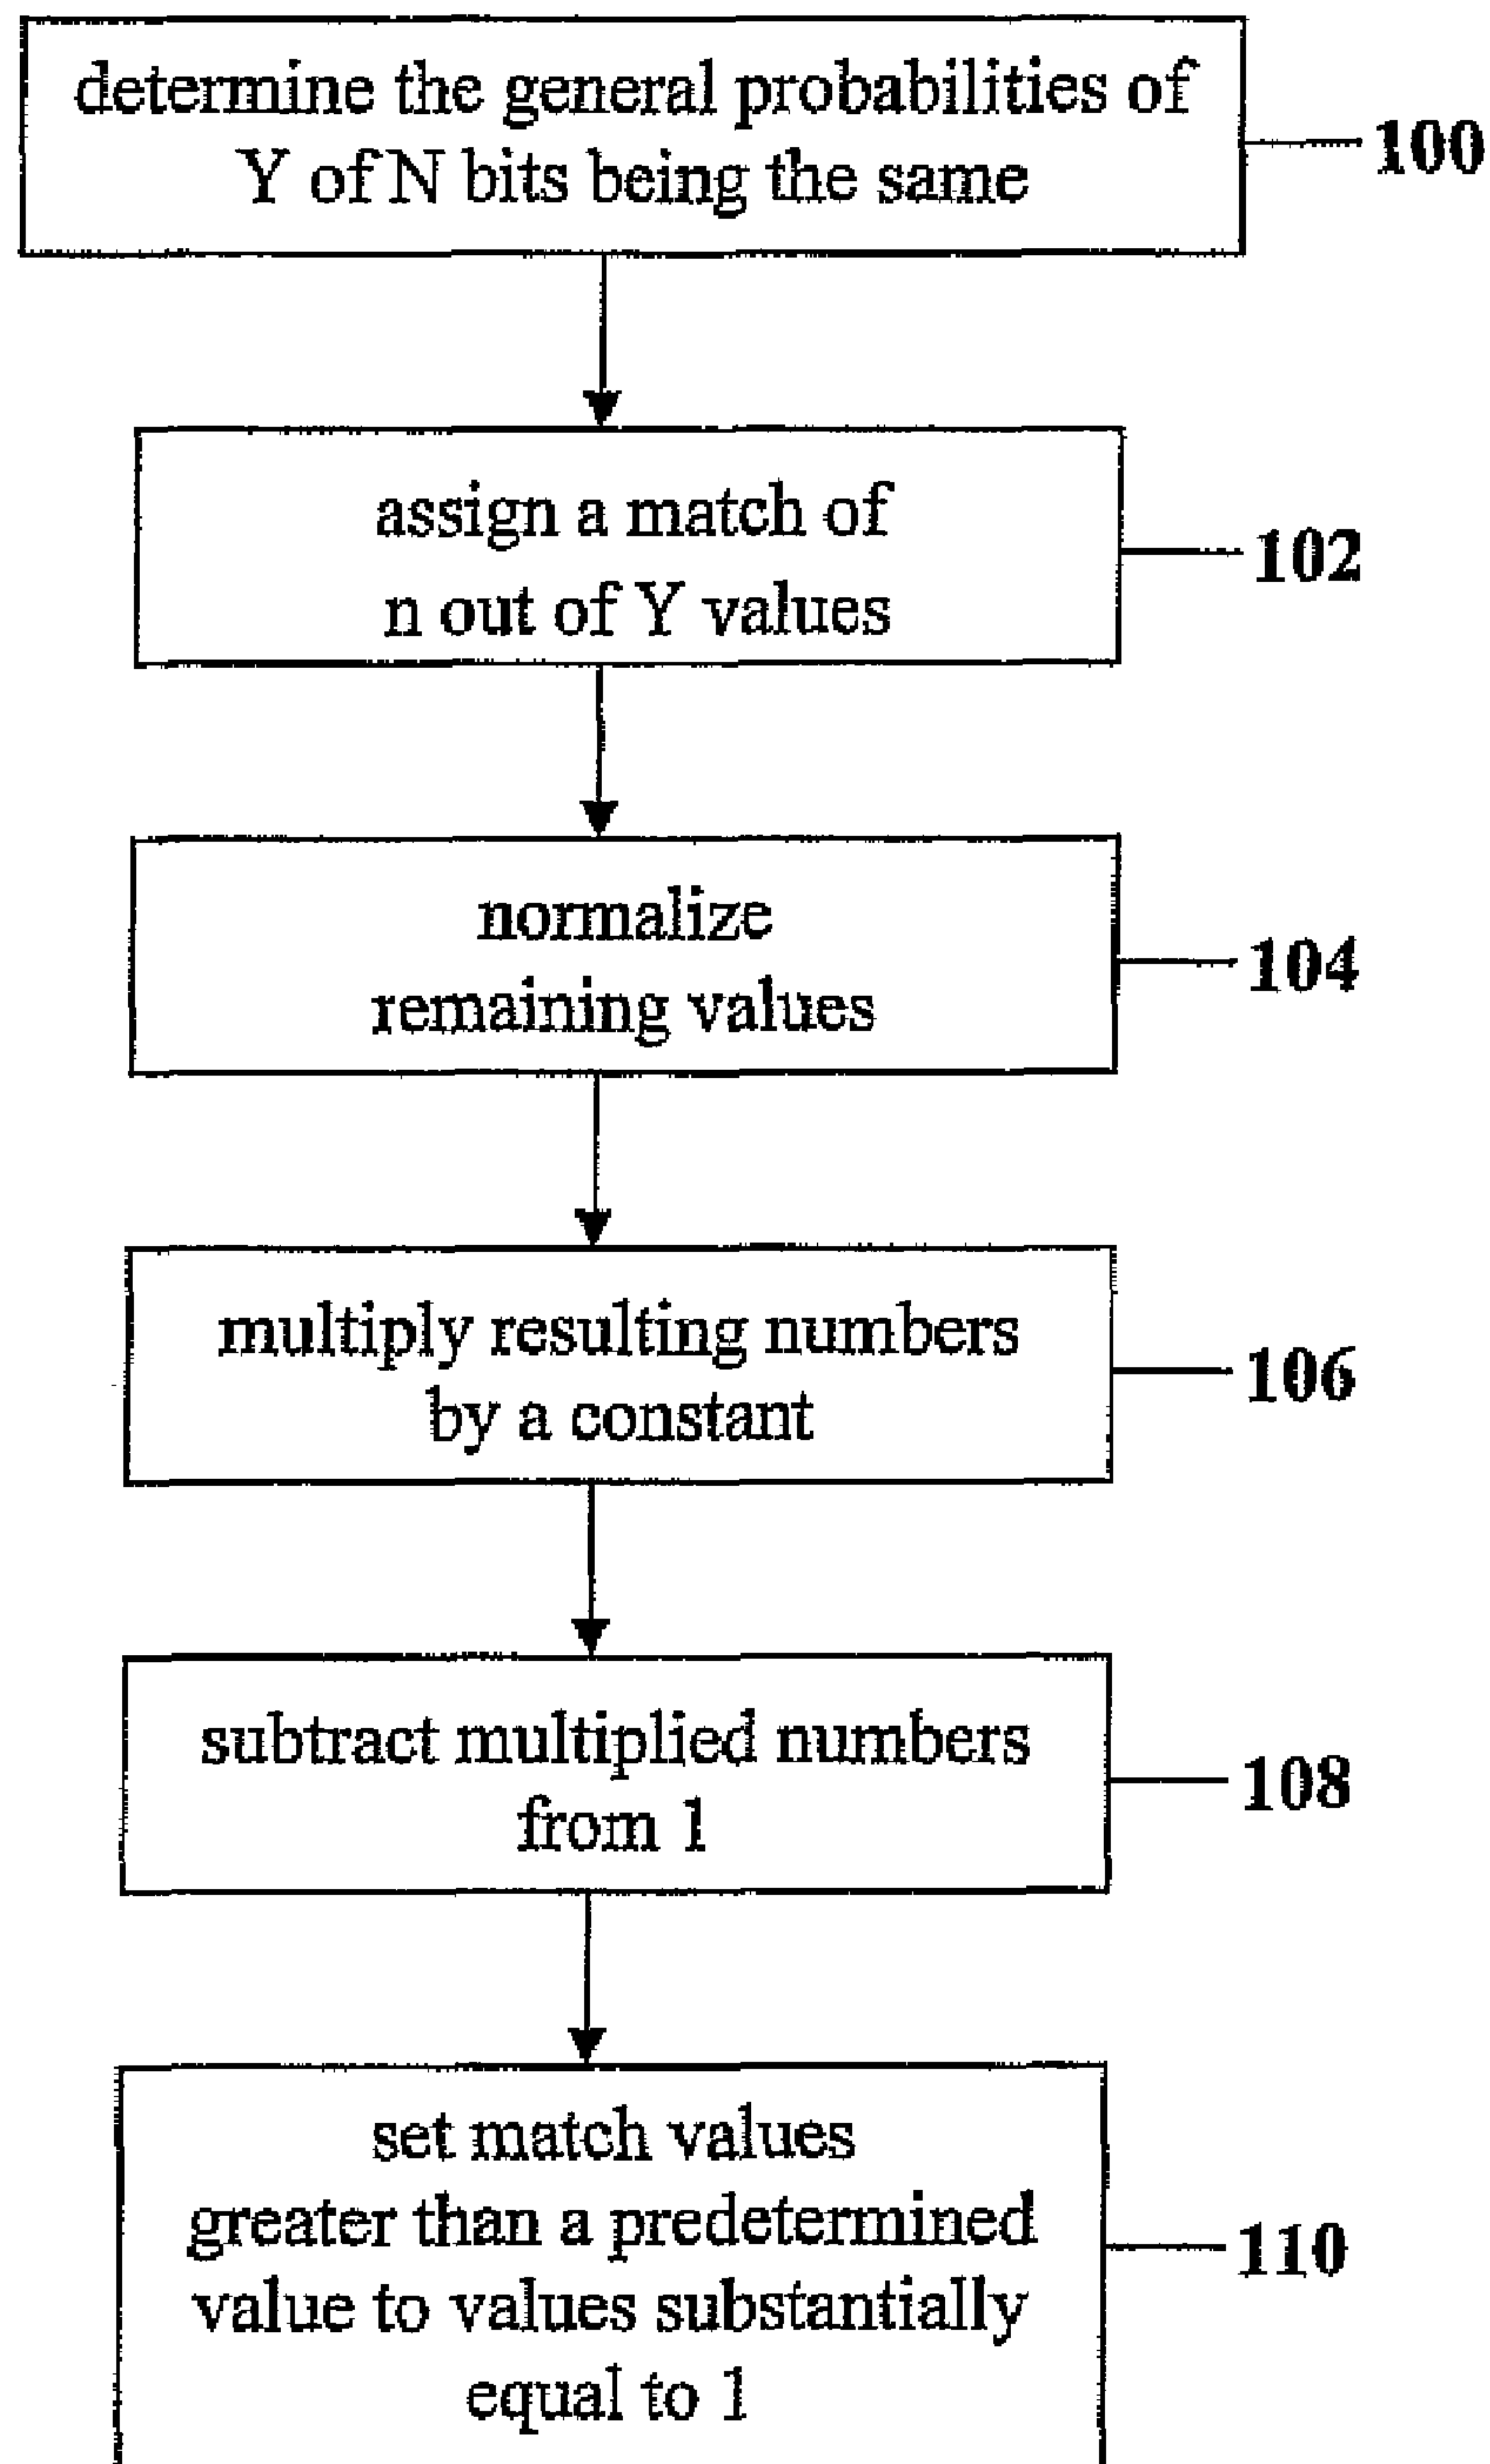 determine the general probabilities of
Y of N bits being the same
100
assign a match of
n out of Y values
102
normalize
remaining values
104
multiply resulting numbers
by a constant
106
subtract multiplied numbers
from 1
108
set match values
greater than a predetermined
value to values substantially
equal to 1
110